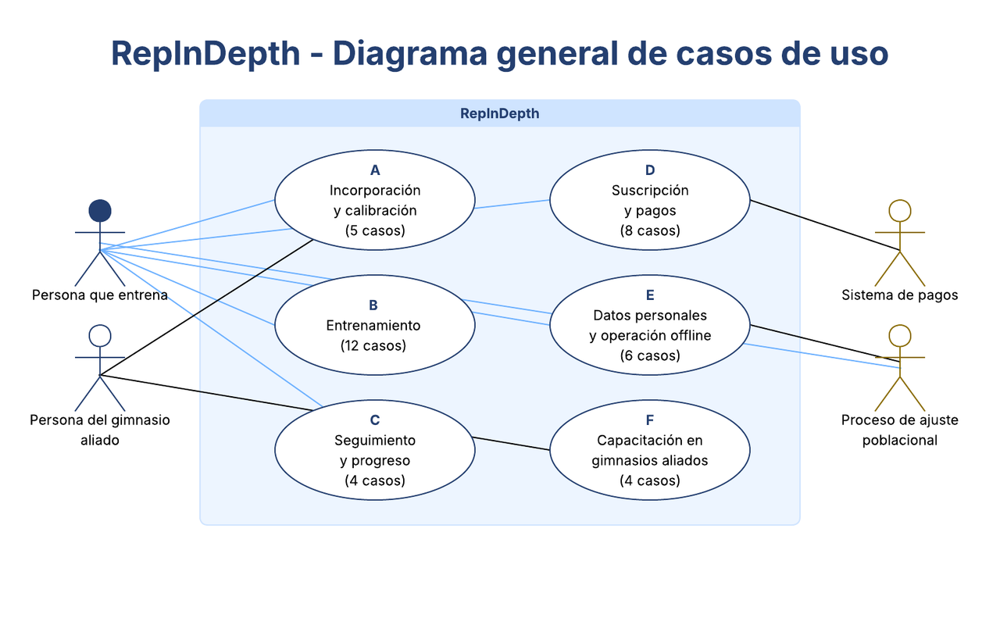 RepInDepth - Diagrama general de casos de uso
RepInDepth
A
Incorporación
y calibración
(5 casos)
D
Suscripción
y pagos
(8 casos)
Persona que entrena
Sistema de pagos
B
Entrenamiento
(12 casos)
E
Datos personales
y operación offline
(6 casos)
Persona del gimnasio
aliado
Proceso de ajuste
poblacional
C
Seguimiento
y progreso
(4 casos)
F
Capacitación en
gimnasios aliados
(4 casos)